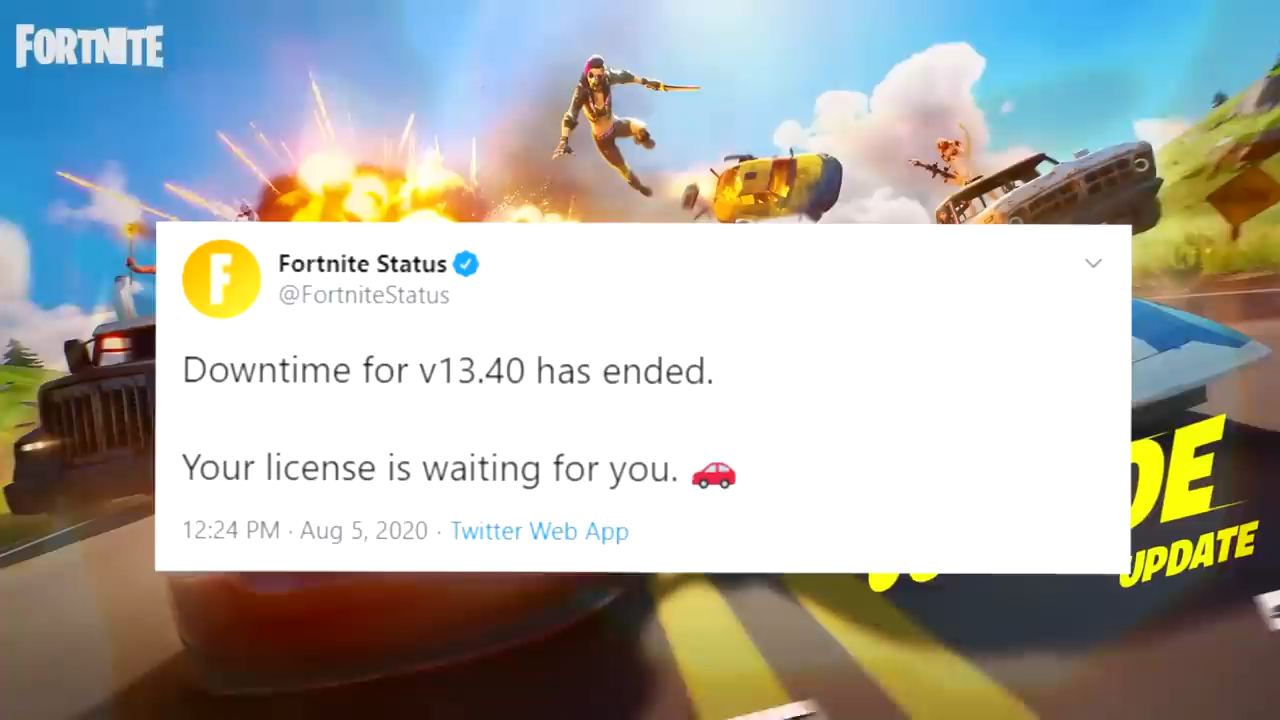 FORTNITE
Fortnite Status
@FortniteStatus
Downtime for v13.40 has ended.
Your license is waiting for you. 🚗
12:24 PM · Aug 5, 2020 · Twitter Web App
DE
UPDATE